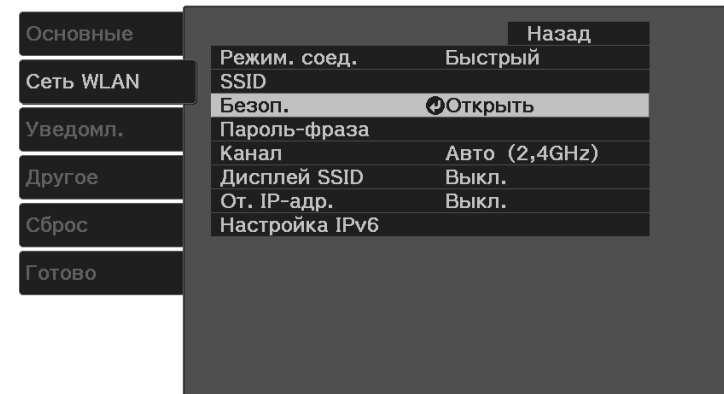 Основные
Сеть WLAN
Уведомл.
Другое
Сброс
Готово
Назад
Режим. соед. Быстрый
SSID
Безоп. Открыть
Пароль-фраза
Канал Авто (2,4GHz)
Дисплей SSID Выкл.
От. IP-адр. Выкл.
Настройка IPv6